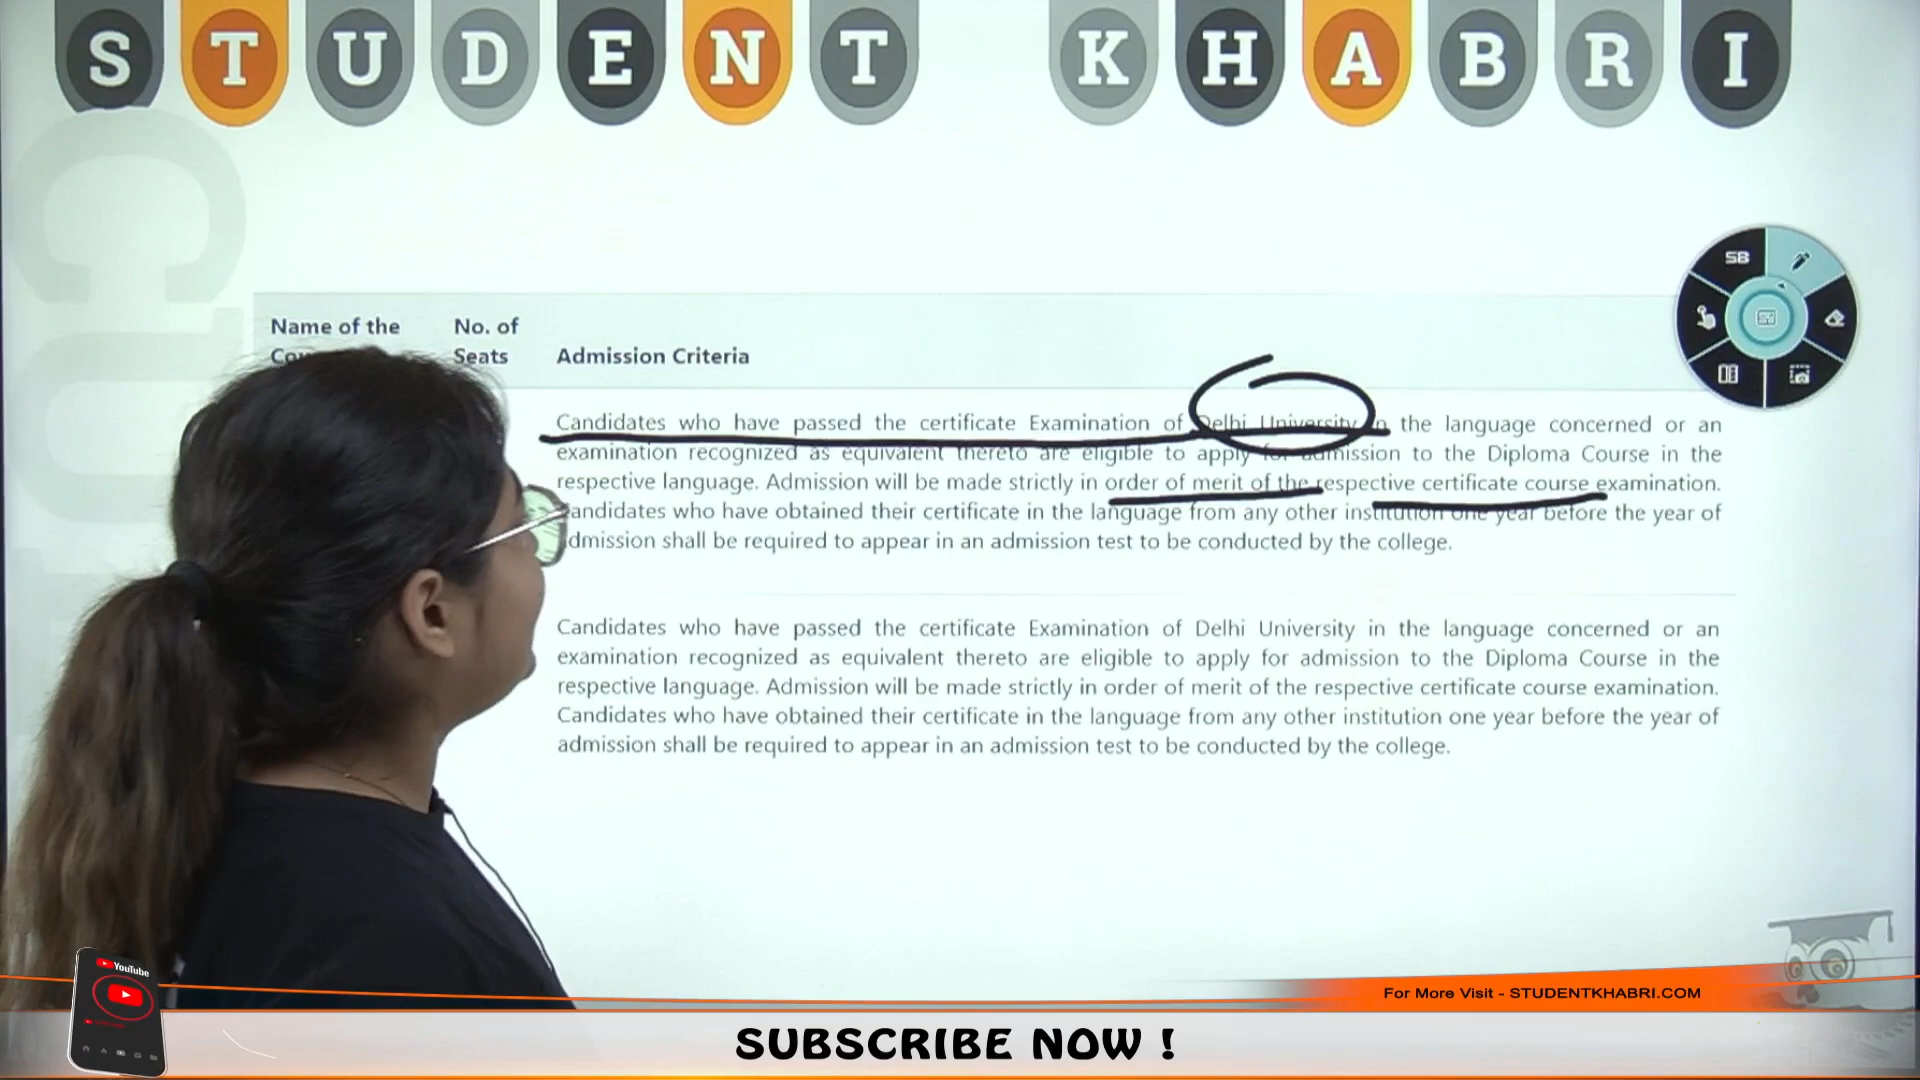 STUDENT KHABRI
SB
Name of the
No. of
Seats
Admission Criteria
Candidates who have passed the certificate Examination of Delhi University in the language concerned or an
examination recognized as equivalent thereto are eligible to apply for admission to the Diploma Course in the
respective language. Admission will be made strictly in order of merit of the respective certificate course examination.
andidates who have obtained their certificate in the language from any other institution one year before the year of
dmission shall be required to appear in an admission test to be conducted by the college.
Candidates who have passed the certificate Examination of Delhi University in the language concerned or an
examination recognized as equivalent thereto are eligible to apply for admission to the Diploma Course in the
respective language. Admission will be made strictly in order of merit of the respective certificate course examination.
Candidates who have obtained their certificate in the language from any other institution one year before the year of
admission shall be required to appear in an admission test to be conducted by the college.
YouTube
For More Visit - STUDENTKHABRI.COM
SUBSCRIBE NOW !